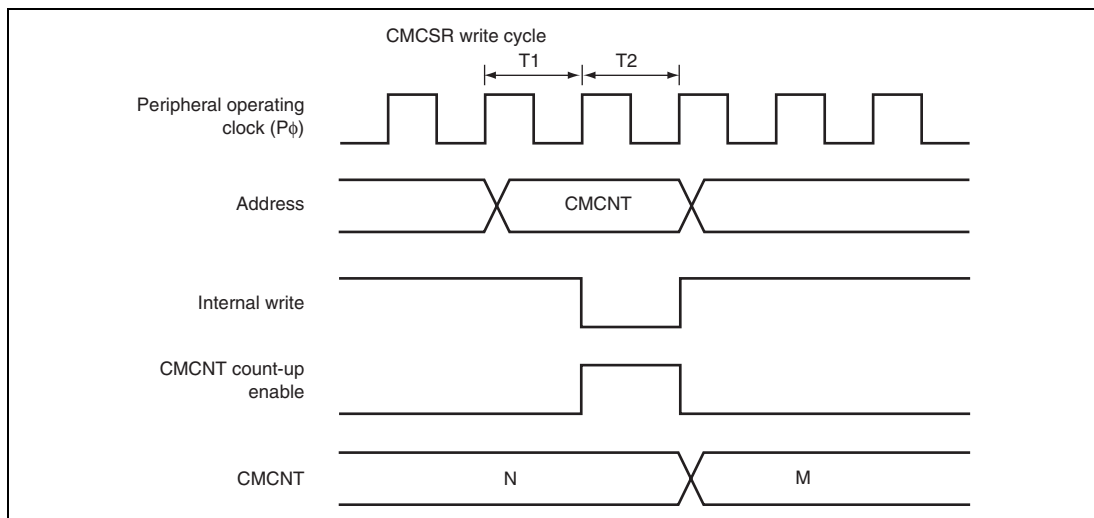 CMCSR write cycle
T1 T2
Peripheral operating
clock (Pϕ)
Address
CMCNT
Internal write
CMCNT count-up
enable
CMCNT
N
M